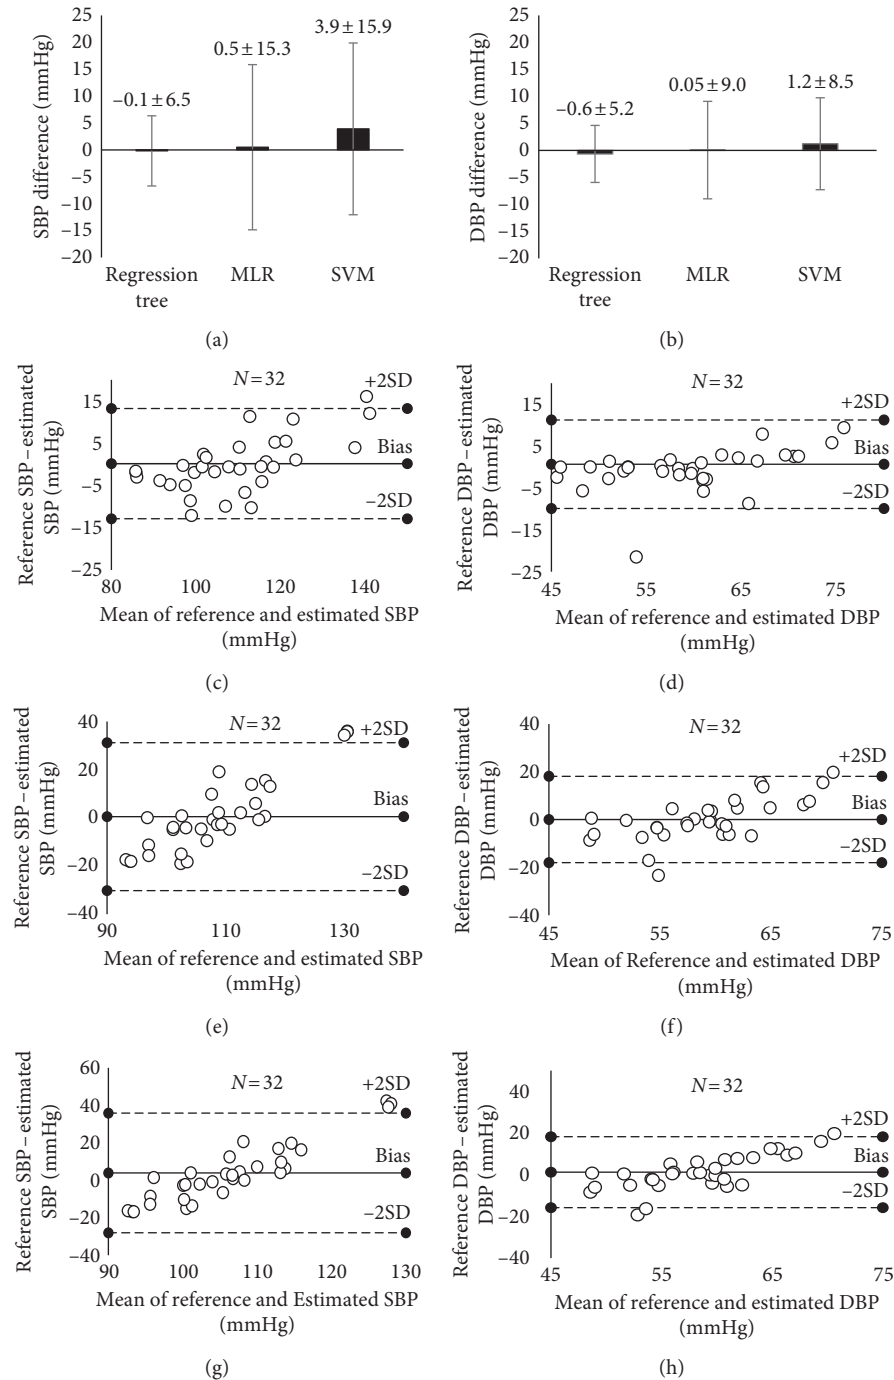 SBP difference (mmHg)
25
20
15
10
5
0
−5
−10
−15
−20
−0.1 ± 6.5
0.5 ± 15.3
3.9 ± 15.9
Regression
tree
MLR
SVM
(a)
DBP difference (mmHg)
25
20
15
10
5
0
−5
−10
−15
−20
−0.6 ± 5.2
0.05 ± 9.0
1.2 ± 8.5
Regression
tree
MLR
SVM
(b)
Reference SBP – estimated
SBP (mmHg)
15
5
−5
−15
−25
N = 32
+2SD
Bias
−2SD
80
100
120
140
Mean of reference and estimated SBP
(mmHg)
(c)
Reference DBP – estimated
DBP (mmHg)
15
5
−5
−15
−25
N = 32
+2SD
Bias
−2SD
45
55
65
75
Mean of reference and estimated DBP
(mmHg)
(d)
Reference SBP – estimated
SBP (mmHg)
40
20
0
−20
−40
N = 32
+2SD
Bias
−2SD
90
110
130
Mean of reference and estimated SBP
(mmHg)
(e)
Reference DBP – estimated
DBP (mmHg)
40
20
0
−20
−40
N = 32
+2SD
Bias
−2SD
45
55
65
75
Mean of Reference and estimated DBP
(mmHg)
(f)
Reference SBP – estimated
SBP (mmHg)
60
40
20
0
−20
−40
N = 32
+2SD
Bias
−2SD
90
100
110
120
130
Mean of reference and Estimated SBP
(mmHg)
(g)
Reference DBP – estimated
DBP (mmHg)
40
20
0
−20
−40
N = 32
+2SD
Bias
−2SD
45
55
65
75
Mean of reference and estimated DBP
(mmHg)
(h)